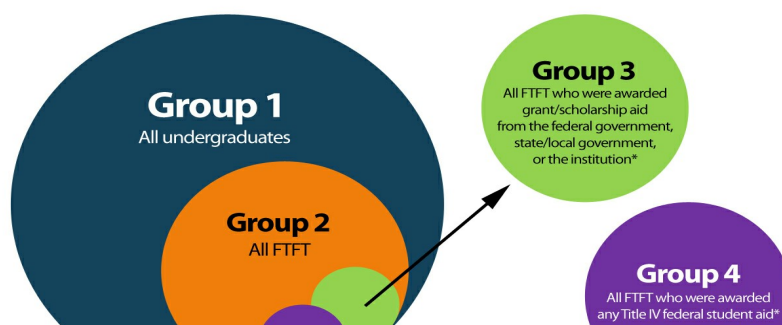 Group 1
All undergraduates
Group 2
All FTFT
Group 3
All FTFT who were awarded
grant/scholarship aid
from the federal government,
state/local government,
or the institution*
Group 4
All FTFT who were awarded
any Title IV federal student aid*